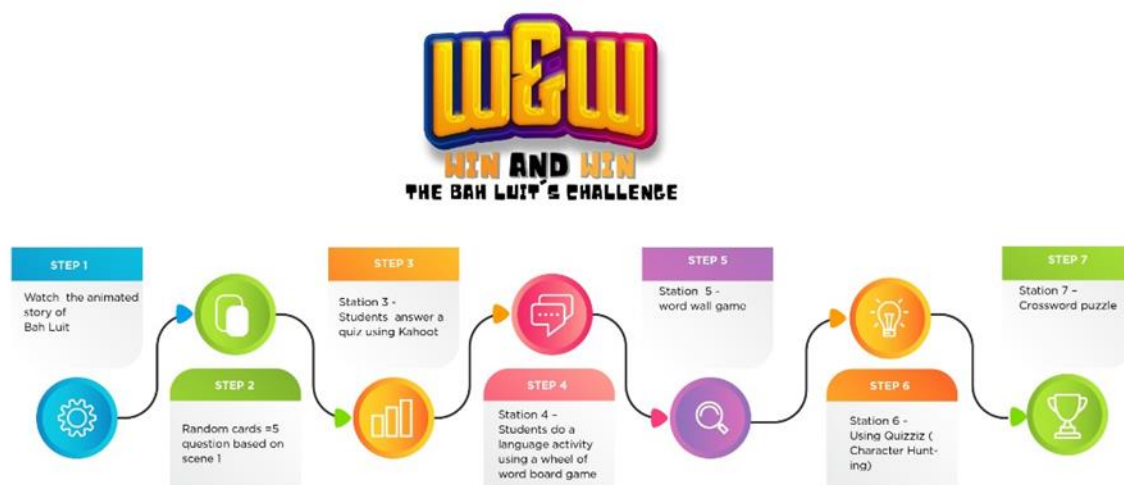 W&W
WIN AND WIN
THE BAH LUIT'S CHALLENGE
STEP 1
Watch the animated
story of
Bah Luit
STEP 2
Random cards =5
question based on
scene 1
STEP 3
Station 3 -
Students answer a
quiz using Kahoot
STEP 4
Station 4 –
Students do a
language activity
using a wheel of
word board game
STEP 5
Station 5 -
word wall game
STEP 6
Station 6 -
Using Quizziz (
Character Hunt-
ing)
STEP 7
Station 7 –
Crossword puzzle